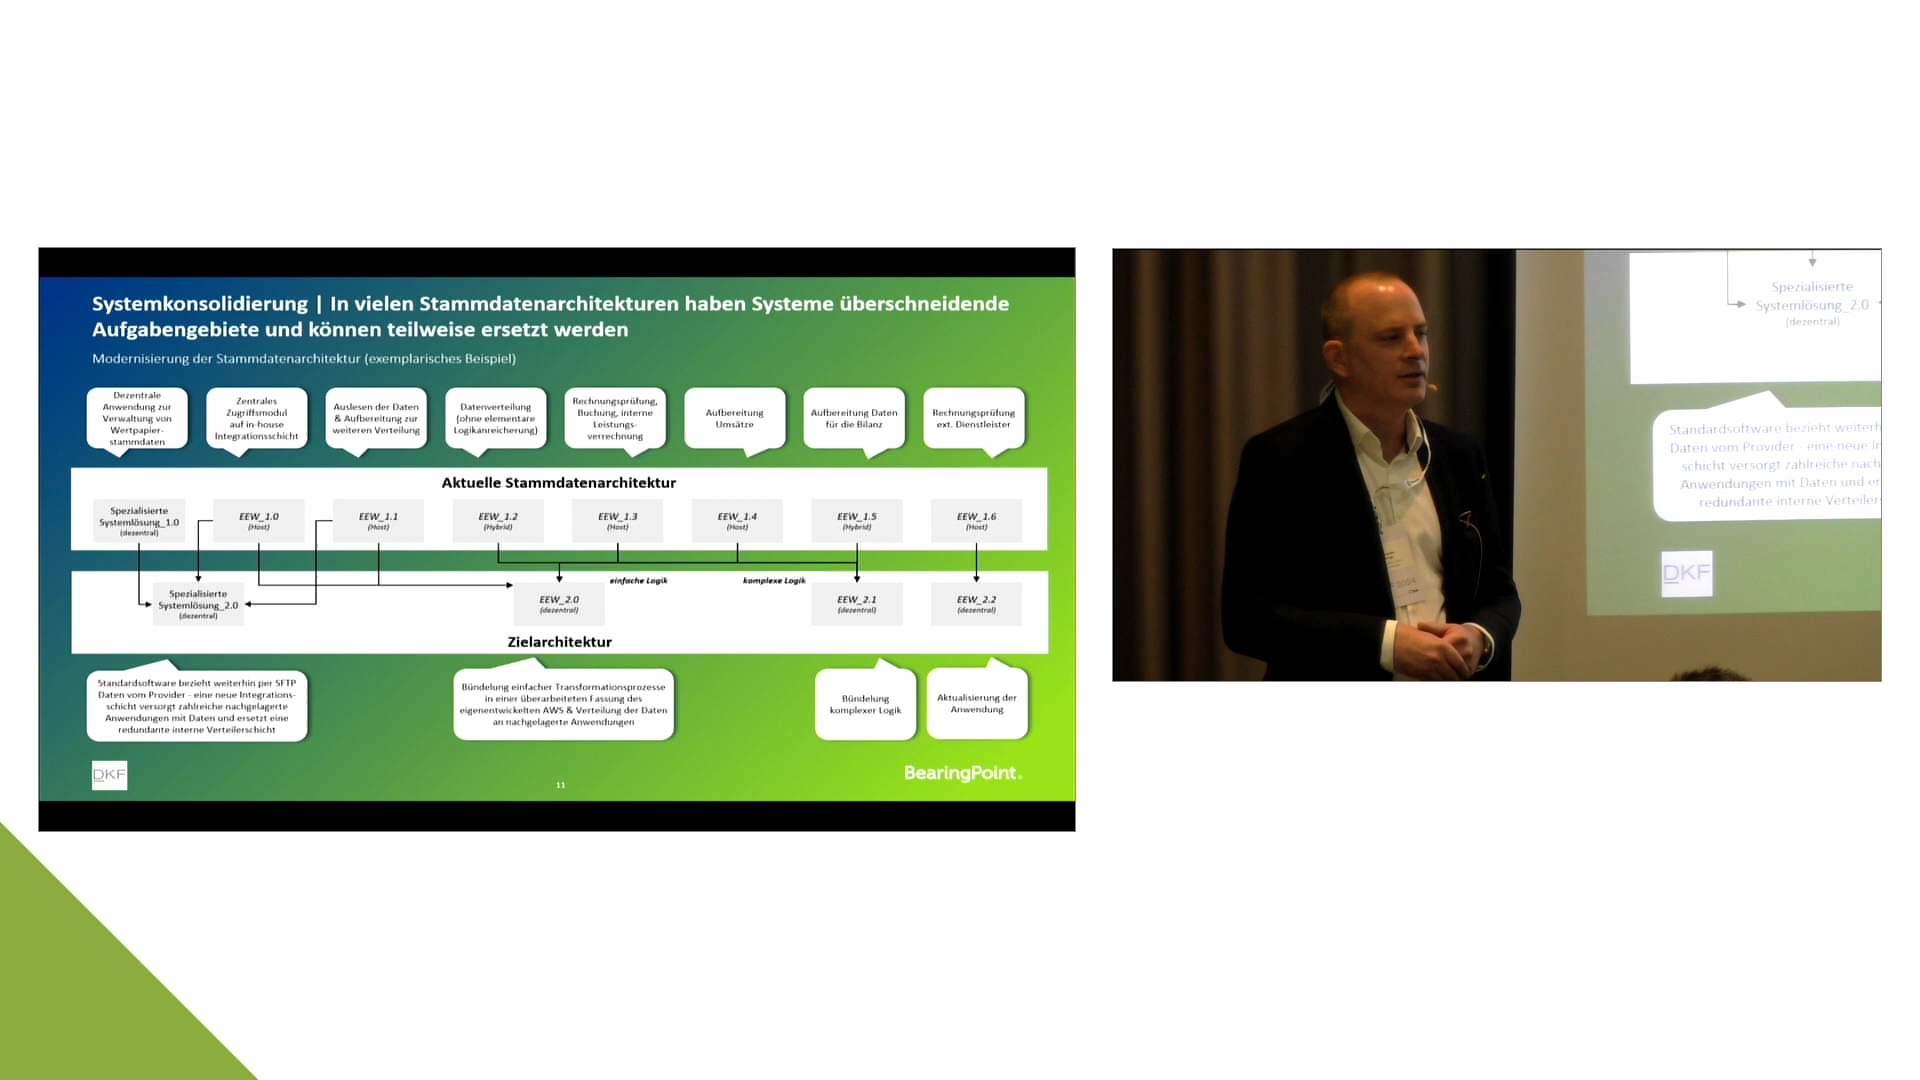 Systemkonsolidierung | In vielen Stammdatenarchitekturen haben Systeme überschneidende
Aufgabengebiete und können teilweise ersetzt werden
Modernisierung der Stammdatenarchitektur (exemplarisches Beispiel)
Dezentrale
Anwendung zur
Verwaltung von
Wertpapier-
stammdaten
Zentrales
Zugriffsmodul
auf in-house
Integrationsschicht
Auslesen der Daten
& Aufbereitung zur
weiteren Verteilung
Datenverteilung
(ohne elementare
Logikanreicherung)
Rechnungsprüfung,
Buchung, interne
Leistungs-
verrechnung
Aufbereitung
Umsätze
Aufbereitung Daten
für die Bilanz
Rechnungsprüfung
ext. Dienstleister
Aktuelle Stammdatenarchitektur
Spezialisierte
Systemlösung_1.0
(dezentral)
EEW_1.0
(Host)
EEW_1.1
(Host)
EEW_1.2
(Hybrid)
EEW_1.3
(Host)
EEW_1.4
(Host)
EEW_1.5
(Hybrid)
EEW_1.6
(Host)
einfache Logik
komplexe Logik
Spezialisierte
Systemlösung_2.0
(dezentral)
EEW_2.0
(dezentral)
EEW_2.1
(dezentral)
EEW_2.2
(dezentral)
Zielarchitektur
Standardsoftware bezieht weiterhin per SFTP
Daten vom Provider - eine neue Integrations-
schicht versorgt zahlreiche nachgelagerte
Anwendungen mit Daten und ersetzt eine
redundante interne Verteilerschicht
Bündelung einfacher Transformationsprozesse
in einer überarbeiteten Fassung des
eigenentwickelten AWS & Verteilung der Daten
an nachgelagerte Anwendungen
Bündelung
komplexer Logik
Aktualisierung der
Anwendung
DKF
11
BearingPoint.
Spezialisierte
Systemlösung_2.0
(dezentral)
Standardsoftware bezieht weiterh
Daten vom Provider - eine neue In
schicht versorgt zahlreiche nach
Anwendungen mit Daten und er
redundante interne Verteilers
DKF